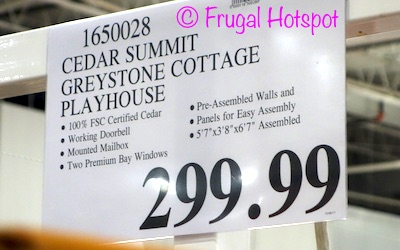 © Frugal Hotspot
1650028
CEDAR SUMMIT
GREYSTONE COTTAGE
PLAYHOUSE
• 100% FSC Certified Cedar
• Working Doorbell
• Mounted Mailbox
• Two Premium Bay Windows
• Pre-Assembled Walls and
• Panels for Easy Assembly
• 5'7"x3'8"x6'7" Assembled
299.99